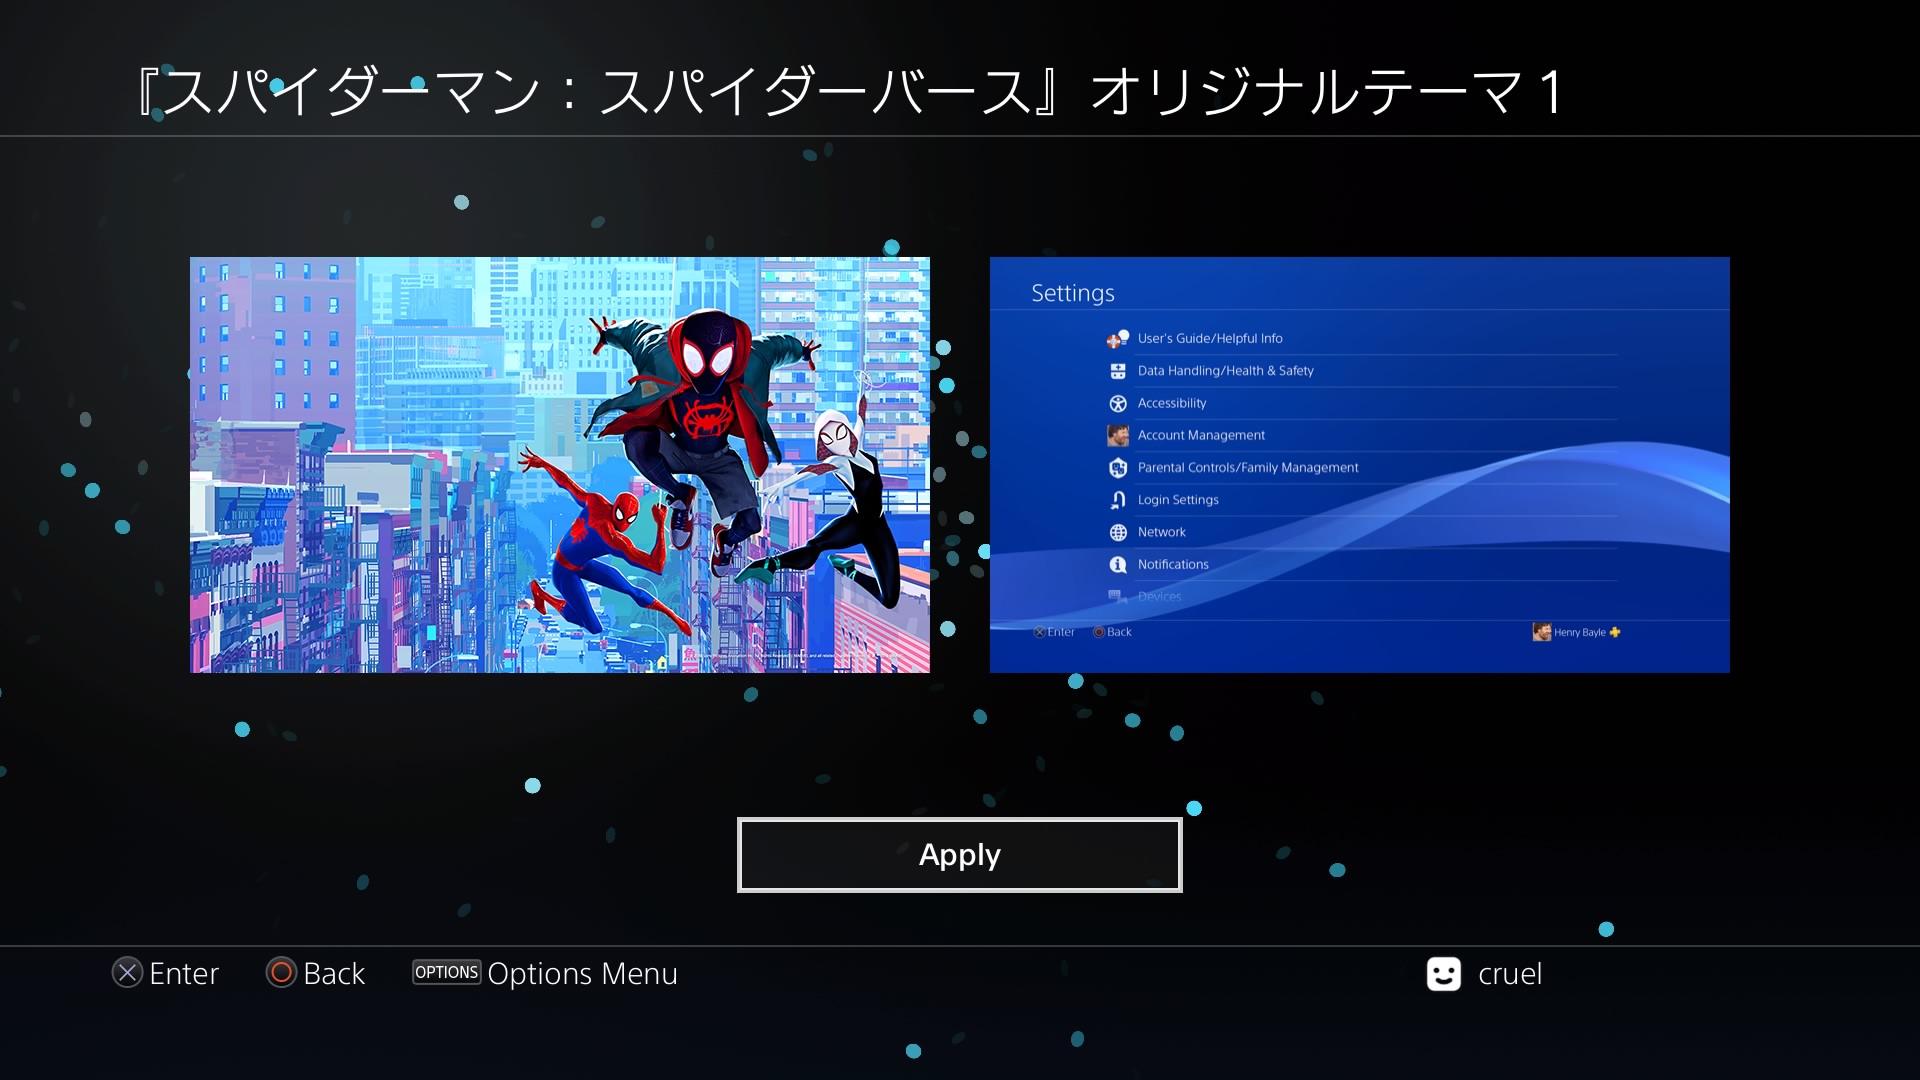 『スパイダーマン：スパイダーバース』オリジナルテーマ1
Settings
User's Guide/Helpful Info
Data Handling/Health & Safety
Accessibility
Account Management
Parental Controls/Family Management
Login Settings
Network
Notifications
Devices
Enter
Back
Henry Bayle
魚
Apply
Enter
Back
OPTIONS Options Menu
cruel